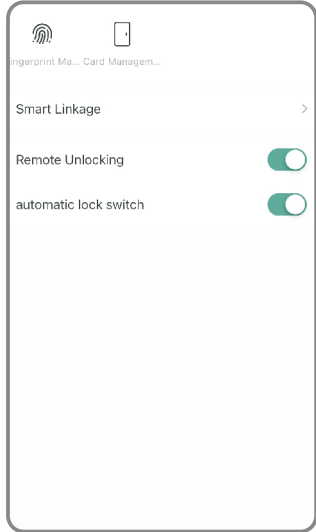 ingerprint Ma... Card Managem...
Smart Linkage
Remote Unlocking
automatic lock switch